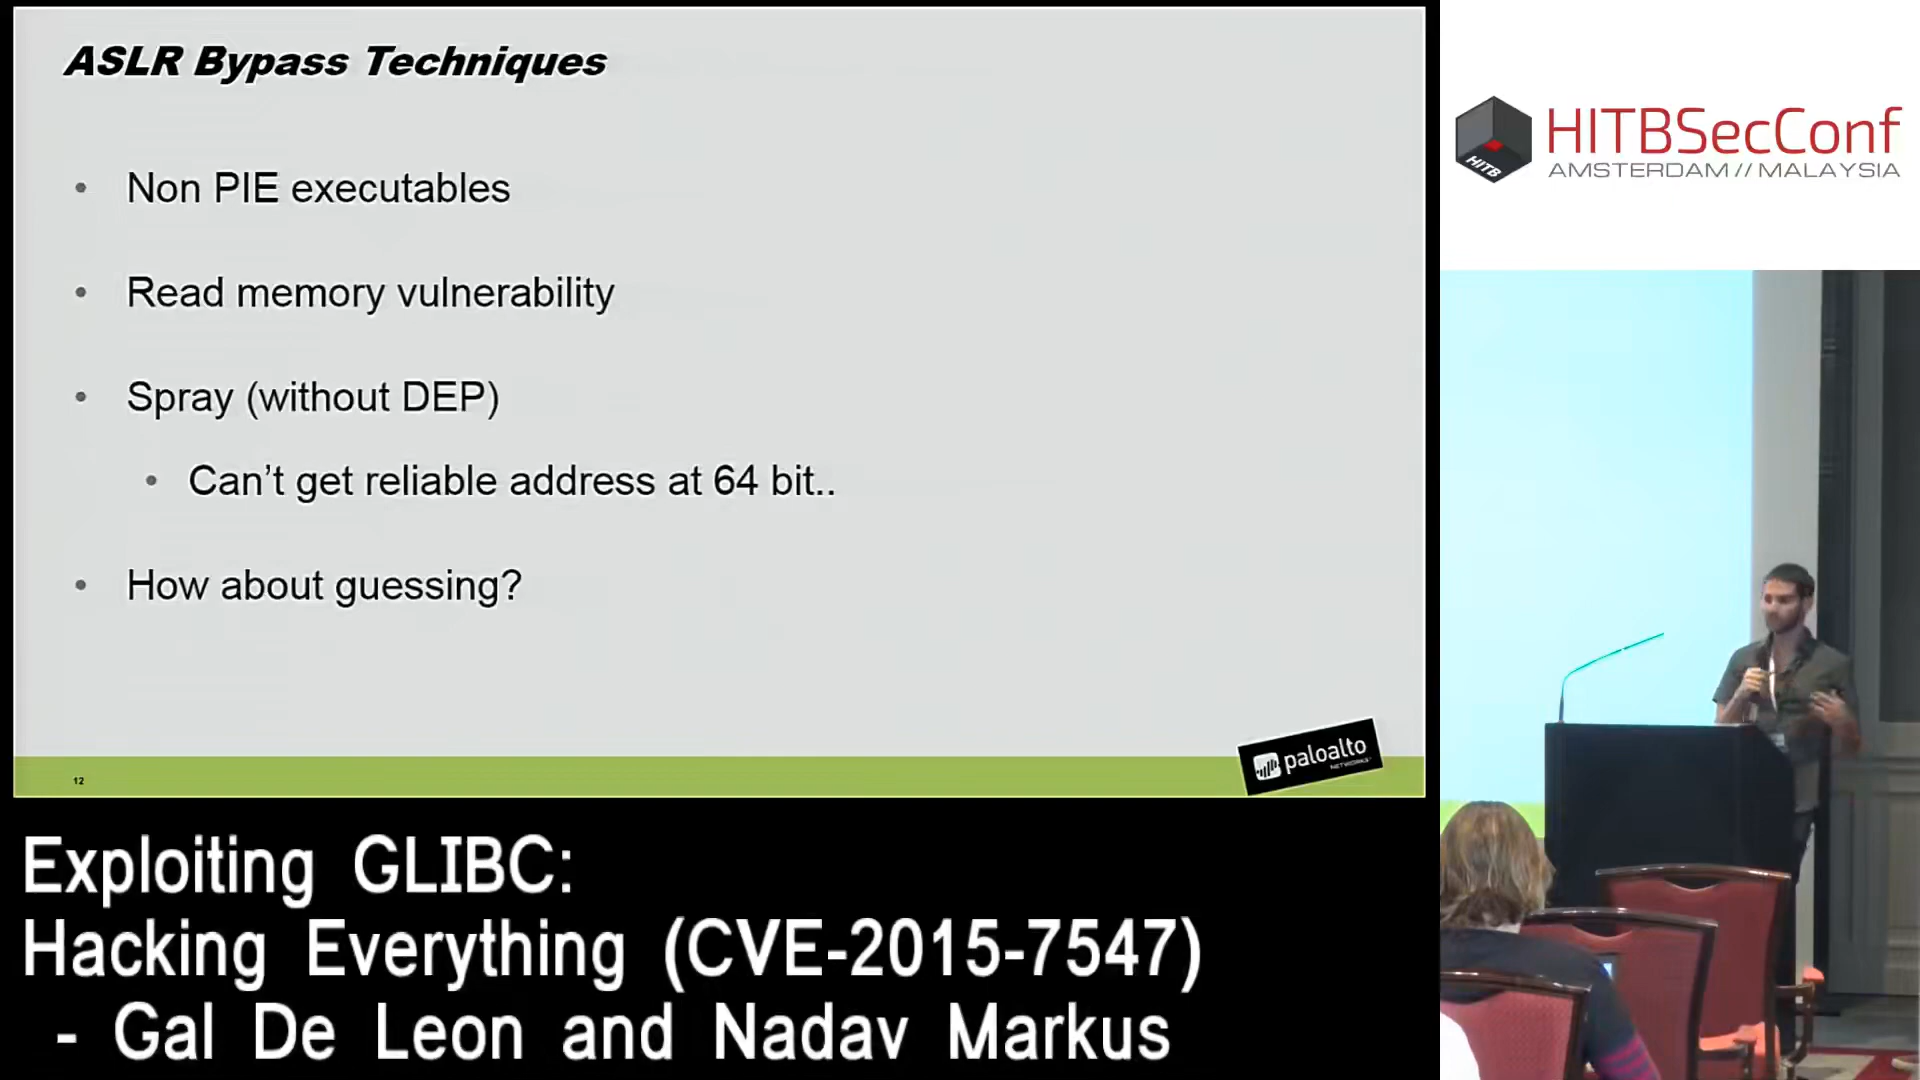 ASLR Bypass Techniques
• Non PIE executables
• Read memory vulnerability
• Spray (without DEP)
• Can’t get reliable address at 64 bit..
• How about guessing?
12
paloalto
NETWORKS
HITB
HITBSecConf
AMSTERDAM // MALAYSIA
Exploiting GLIBC:
Hacking Everything (CVE-2015-7547)
- Gal De Leon and Nadav Markus